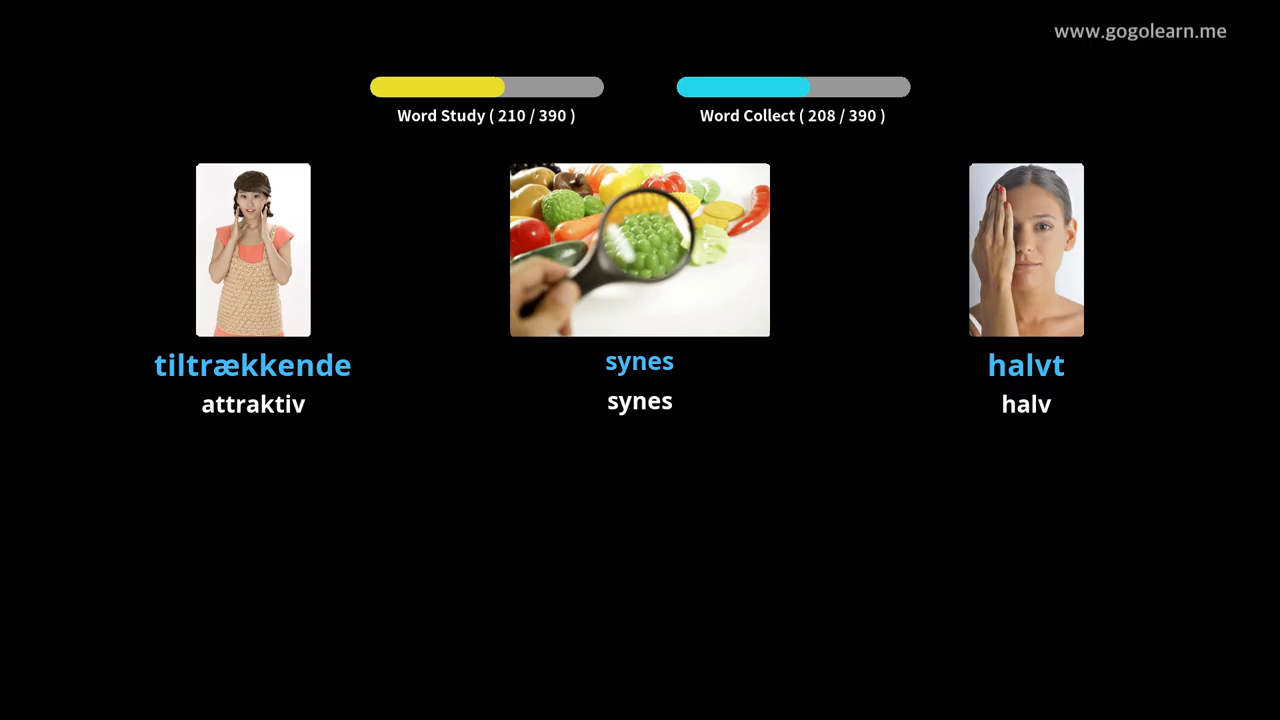 www.gogolearn.me
Word Study ( 210 / 390 )
Word Collect ( 208 / 390 )
tiltrækkende
attraktiv
synes
synes
halvt
halv